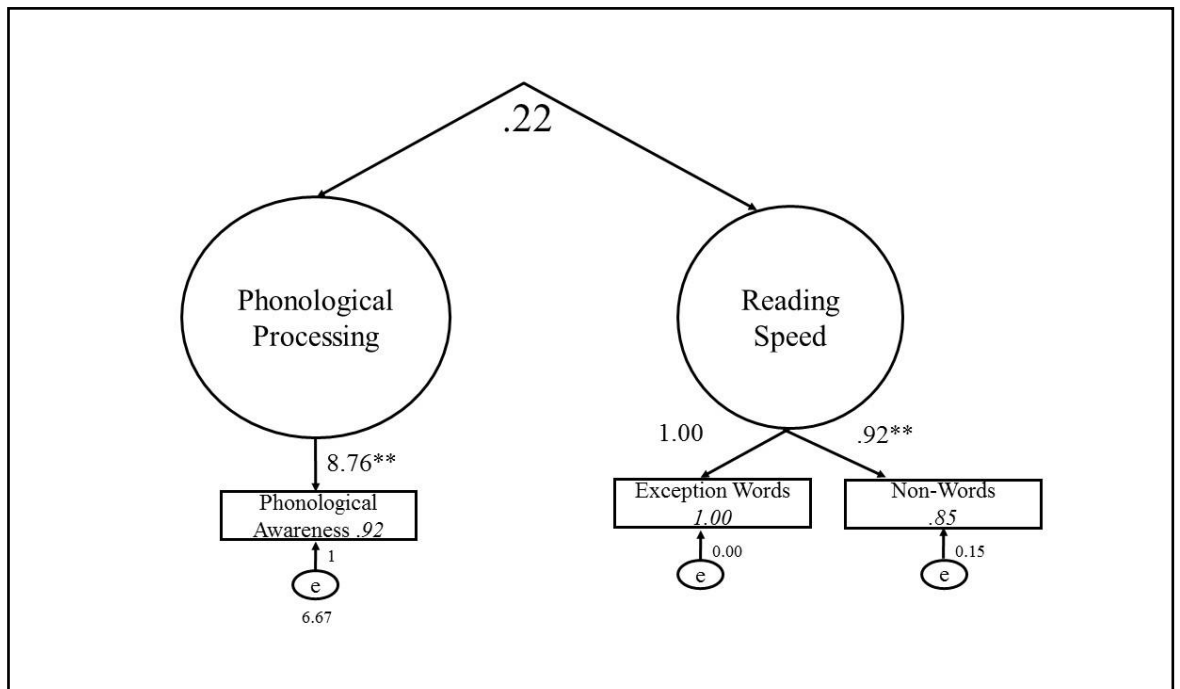 .22
Phonological
Processing
Reading
Speed
8.76**
1.00
.92**
Phonological
Awareness .92
Exception Words
1.00
Non-Words
.85
1
0.00
0.15
e
e
e
6.67